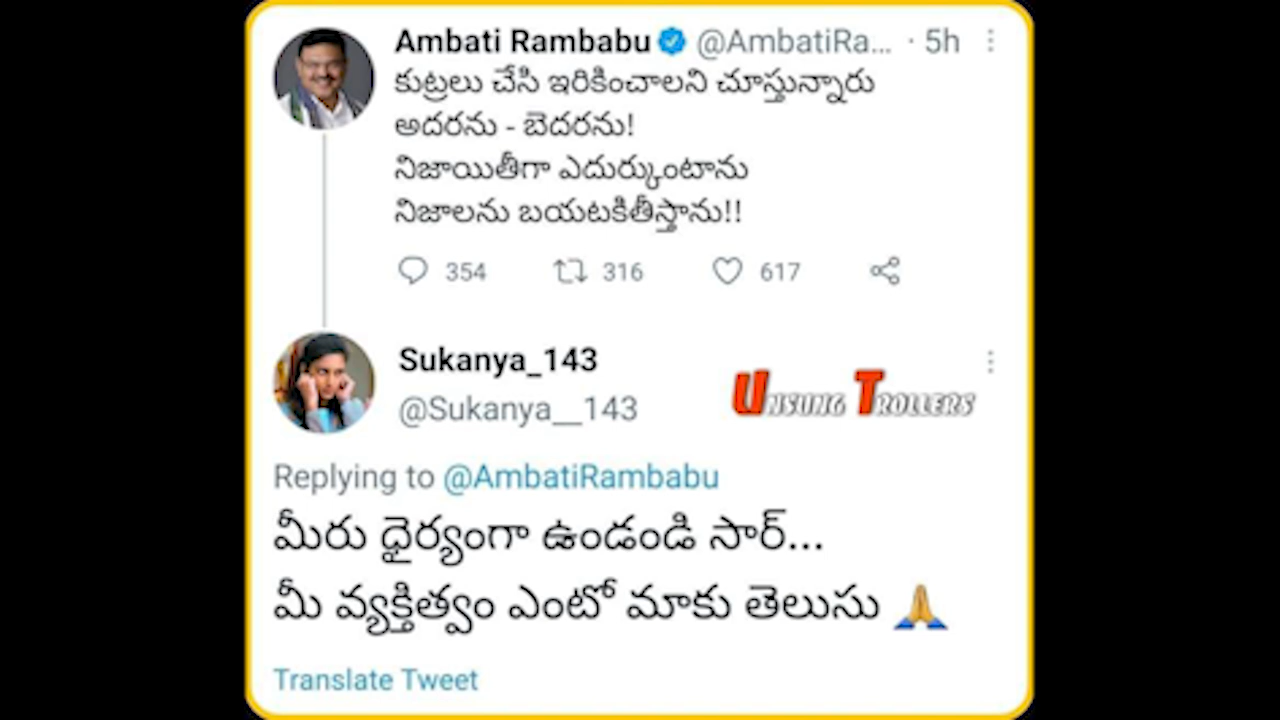 Ambati Rambabu @AmbatiRa... · 5h
కుట్రలు చేసి ఇరికించాలని చూస్తున్నారు
అదరను - బెదరను!
నిజాయితీగా ఎదుర్కుంటాను
నిజాలను బయటకితీస్తాను!!
354 316 617
Sukanya_143
@Sukanya__143
UNSUNG TROLLERS
Replying to @AmbatiRambabu
మీరు ధైర్యంగా ఉండండి సార్...
మీ వ్యక్తిత్వం ఎంటో మాకు తెలుసు 🙏
Translate Tweet